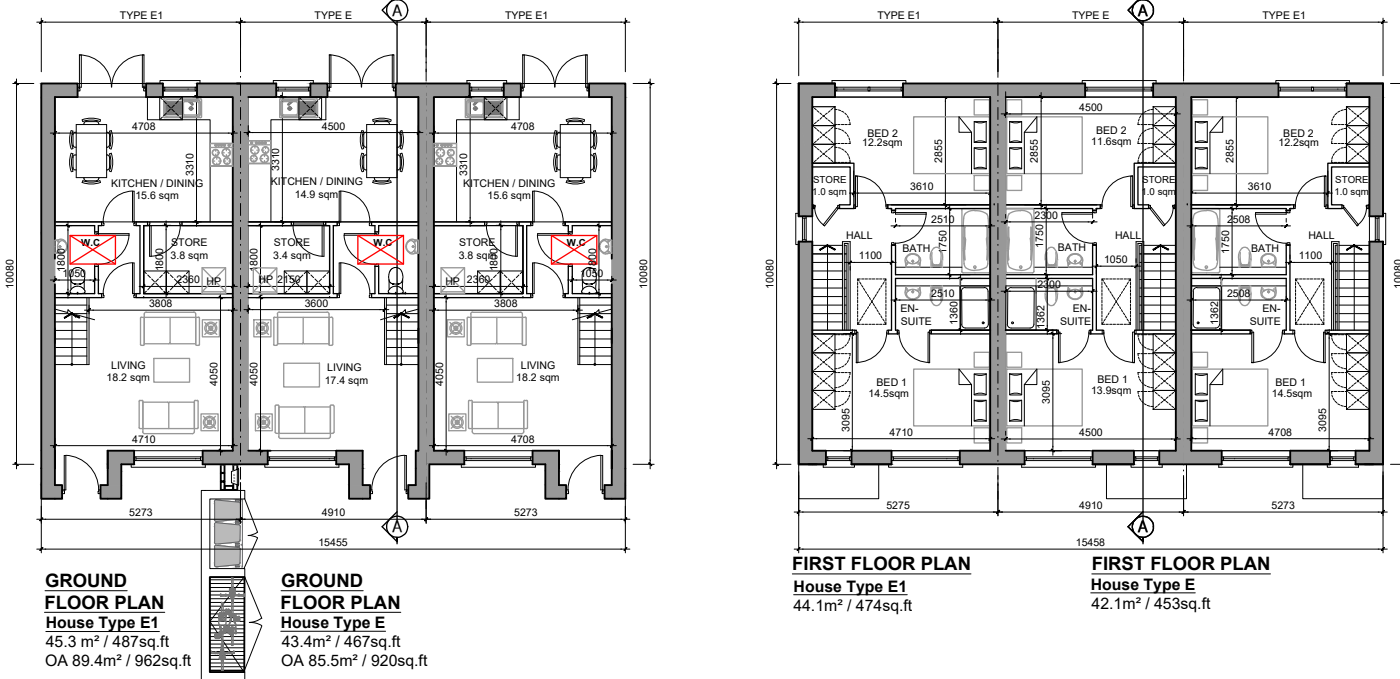 TYPE E1
TYPE E
A
TYPE E1
4708
4500
4708
3310
3310
3310
KITCHEN / DINING
15.6 sqm
KITCHEN / DINING
14.9 sqm
KITCHEN / DINING
15.6 sqm
10080
10080
W.C
1800
1050
1800
STORE
3.8 sqm
2360
HP
1800
STORE
3.4 sqm
HP
2150
W.C
STORE
3.8 sqm
1800
2360
HP
W.C
1800
1050
3808
3600
3808
LIVING
18.2 sqm
4050
4050
LIVING
17.4 sqm
LIVING
18.2 sqm
4050
4710
4708
5273
4910
A
5273
15455
GROUND
FLOOR PLAN
House Type E1
45.3 m² / 487sq.ft
OA 89.4m² / 962sq.ft
GROUND
FLOOR PLAN
House Type E
43.4m² / 467sq.ft
OA 85.5m² / 920sq.ft
TYPE E1
TYPE E
A
TYPE E1
4500
BED 2
12.2sqm
BED 2
11.6sqm
BED 2
12.2sqm
2855
2855
2855
STORE
1.0 sqm
STORE
1.0 sqm
STORE
1.0 sqm
3610
3610
2510
2300
2508
HALL
HALL
HALL
1750
1750
1750
BATH
BATH
BATH
10080
10080
1100
1050
1100
2510
2300
2508
EN-
SUITE
1360
1362
EN-
SUITE
1362
EN-
SUITE
BED 1
14.5sqm
BED 1
13.9sqm
BED 1
14.5sqm
3095
3095
3095
4710
4500
4708
5275
4910
A
5273
15458
FIRST FLOOR PLAN
House Type E1
44.1m² / 474sq.ft
FIRST FLOOR PLAN
House Type E
42.1m² / 453sq.ft